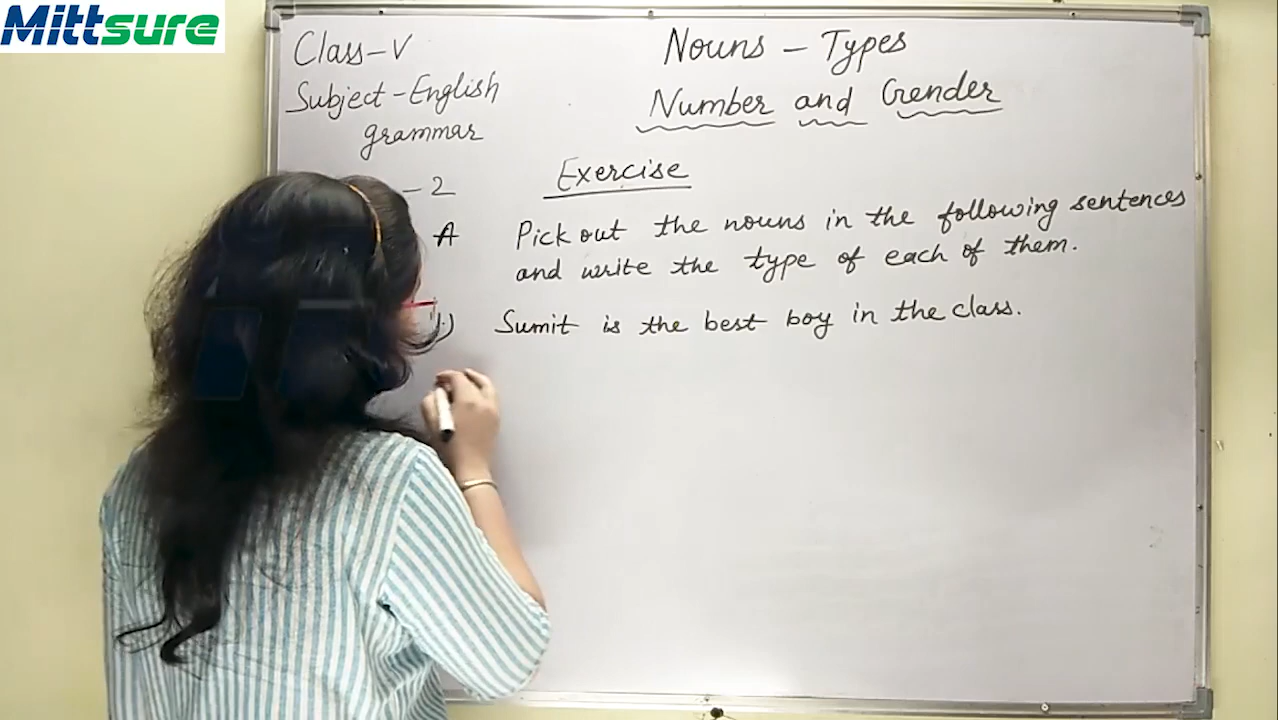 Mittsure
Class-V
Subject-English
grammar
Nouns - Types
Number and Gender
-2
Exercise
A Pick out the nouns in the following sentences
and write the type of each of them.
1) Sumit is the best boy in the class.